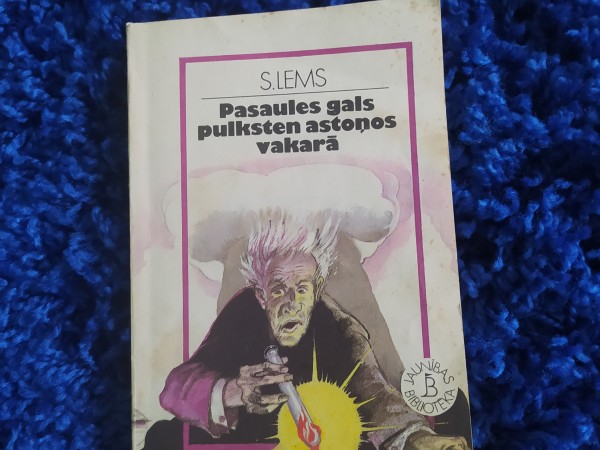 S.LEMS
Pasaules gals
pulksten astoņos
vakarā
JAUNĪBAS
BIBLIOTĒKA